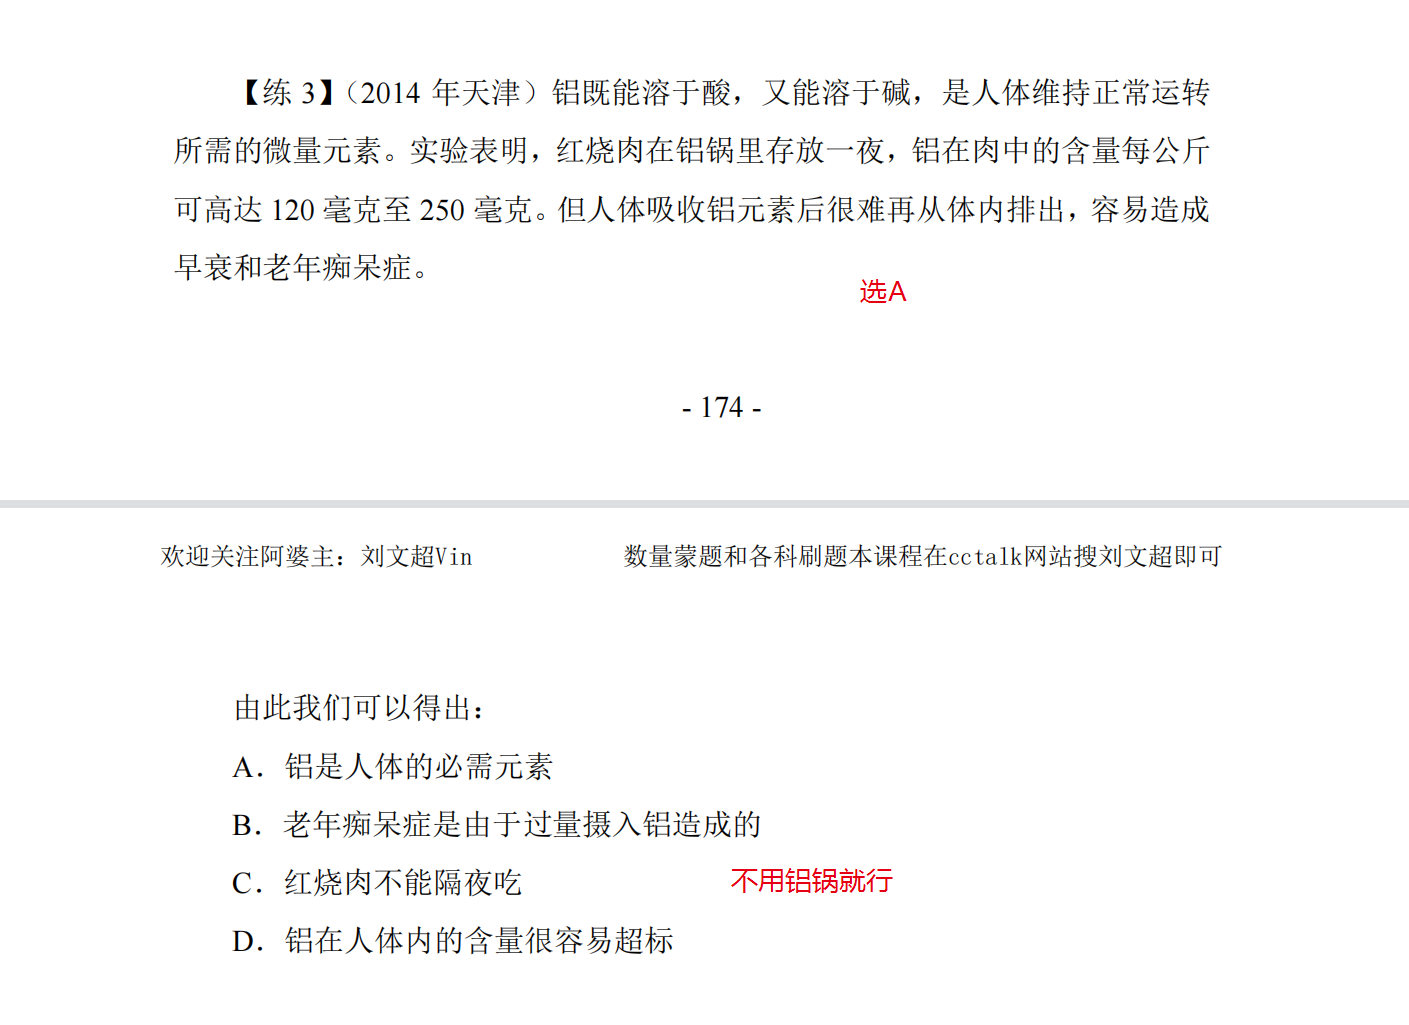 【练 3】（2014 年天津）铝既能溶于酸，又能溶于碱，是人体维持正常运转
所需的微量元素。实验表明，红烧肉在铝锅里存放一夜，铝在肉中的含量每公斤
可高达 120 毫克至 250 毫克。但人体吸收铝元素后很难再从体内排出，容易造成
早衰和老年痴呆症。
选A
- 174 -
欢迎关注阿婆主：刘文超Vin 数量蒙题和各科刷题本课程在cctalk网站搜刘文超即可
由此我们可以得出：
A．铝是人体的必需元素
B．老年痴呆症是由于过量摄入铝造成的
C．红烧肉不能隔夜吃 不用铝锅就行
D．铝在人体内的含量很容易超标